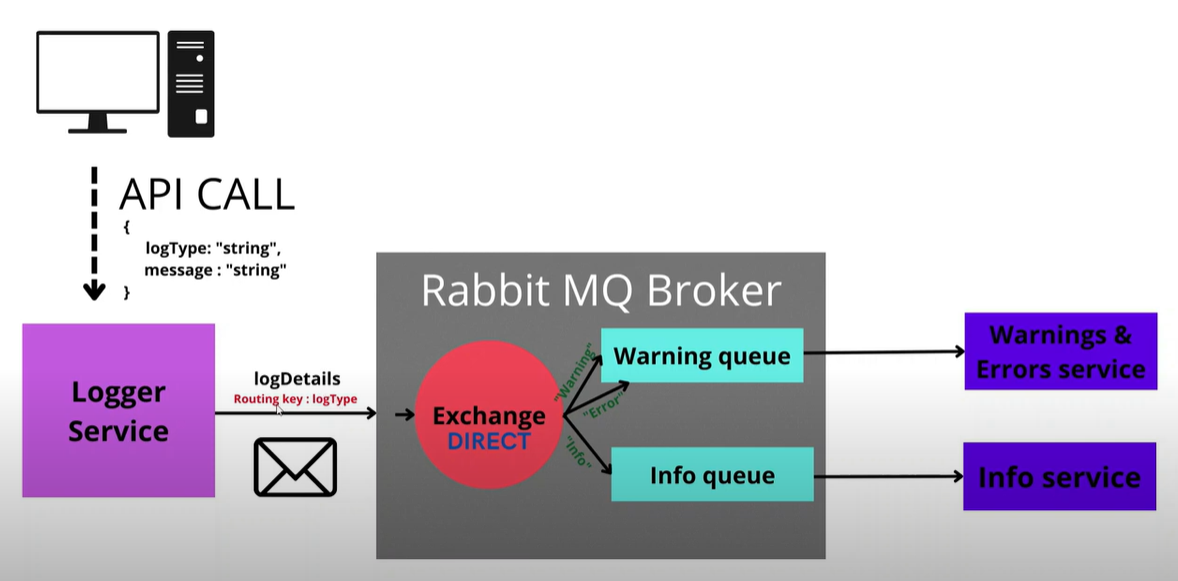 API CALL
{
logType: "string",
message : "string"
}
Logger
Service
logDetails
Routing key : logType
Rabbit MQ Broker
Exchange
DIRECT
"Warning"
"Error"
"Info"
Warning queue
Info queue
Warnings &
Errors service
Info service